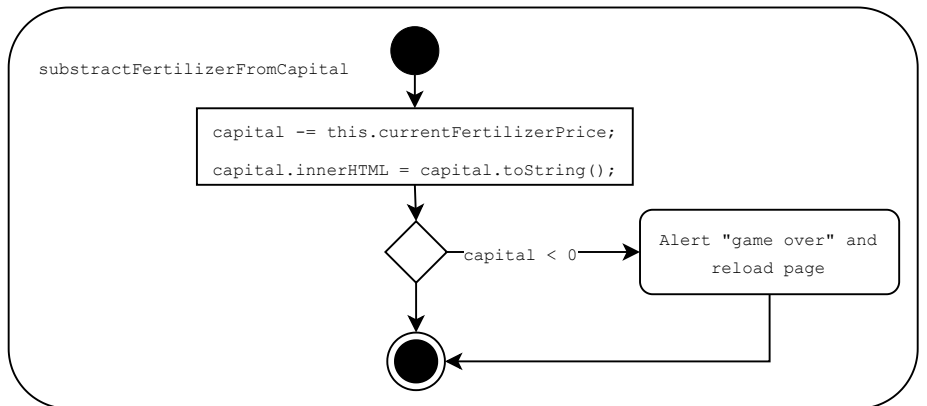 substractFertilizerFromCapital
capital -= this.currentFertilizerPrice;
capital.innerHTML = capital.toString();
capital < 0
Alert "game over" and
reload page